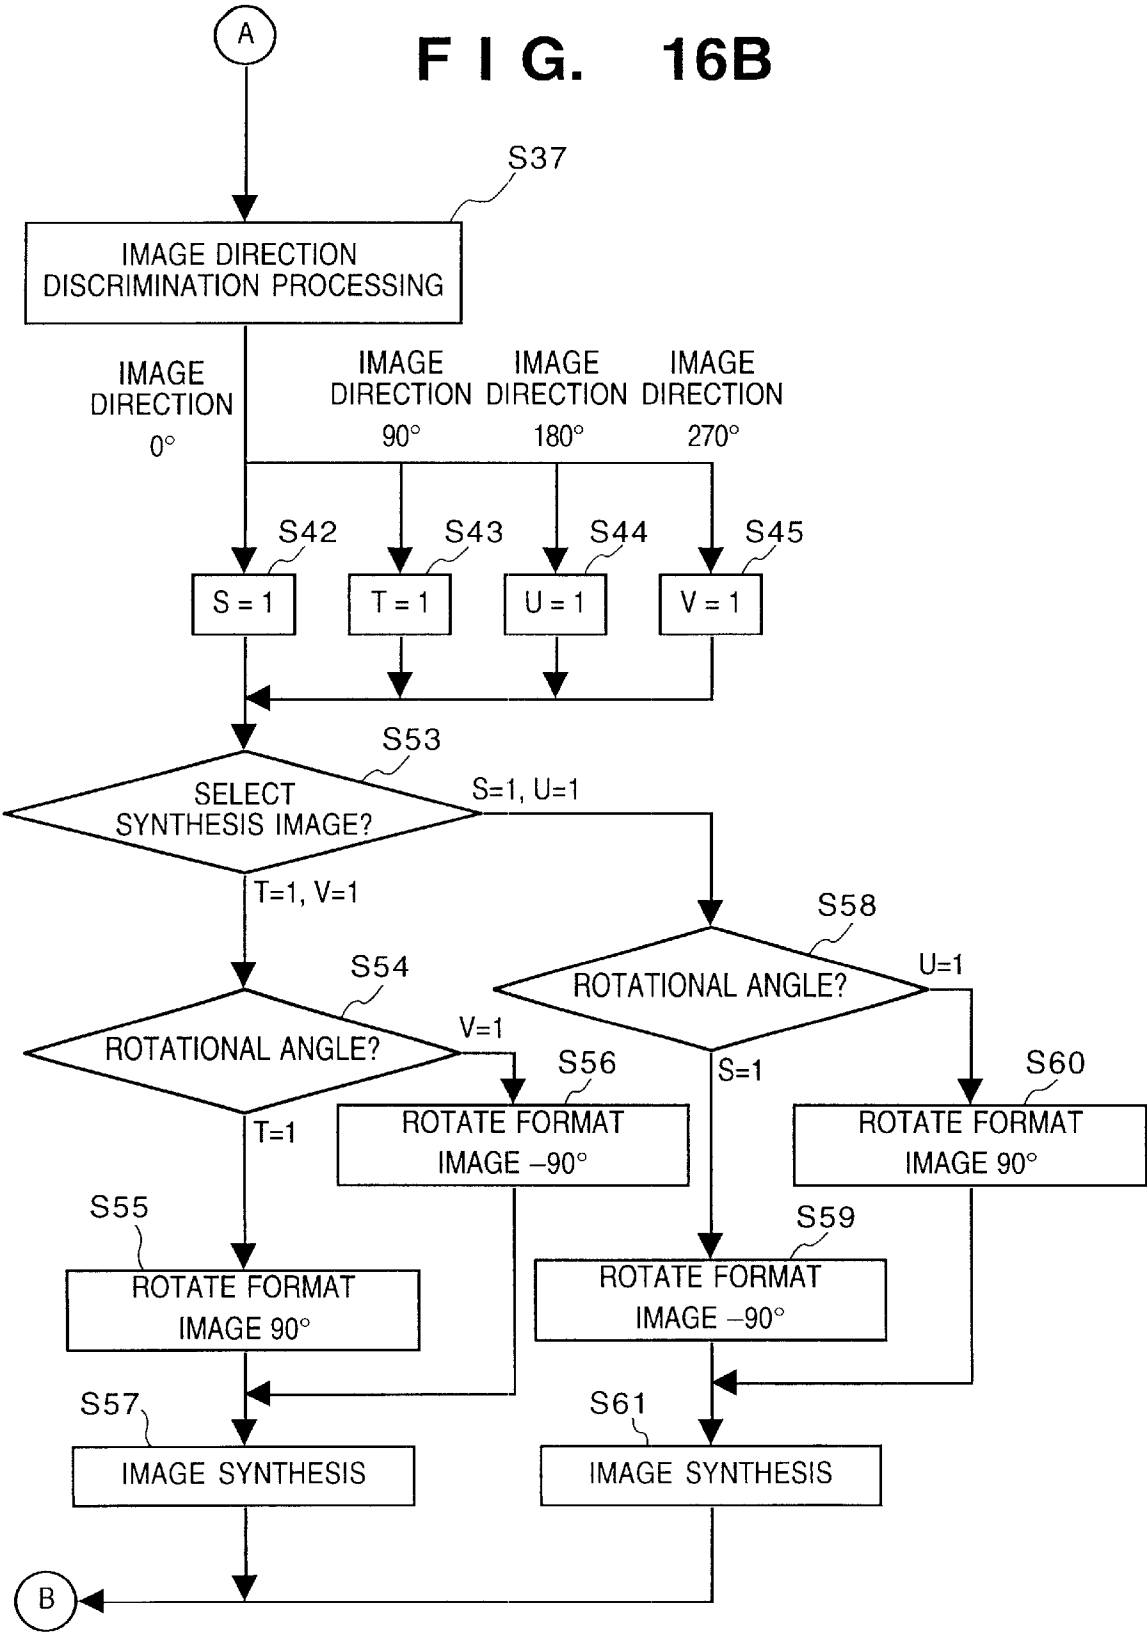 A
FIG. 16B
S37
IMAGE DIRECTION
DISCRIMINATION PROCESSING
IMAGE
DIRECTION
0°
IMAGE
DIRECTION
90°
IMAGE
DIRECTION
180°
IMAGE
DIRECTION
270°
S42
S43
S44
S45
S = 1
T = 1
U = 1
V = 1
S53
SELECT
SYNTHESIS IMAGE?
S=1, U=1
T=1, V=1
S58
ROTATIONAL ANGLE?
U=1
S=1
S54
ROTATIONAL ANGLE?
V=1
T=1
S56
ROTATE FORMAT
IMAGE –90°
S60
ROTATE FORMAT
IMAGE 90°
S55
ROTATE FORMAT
IMAGE 90°
S59
ROTATE FORMAT
IMAGE –90°
S57
IMAGE SYNTHESIS
S61
IMAGE SYNTHESIS
B